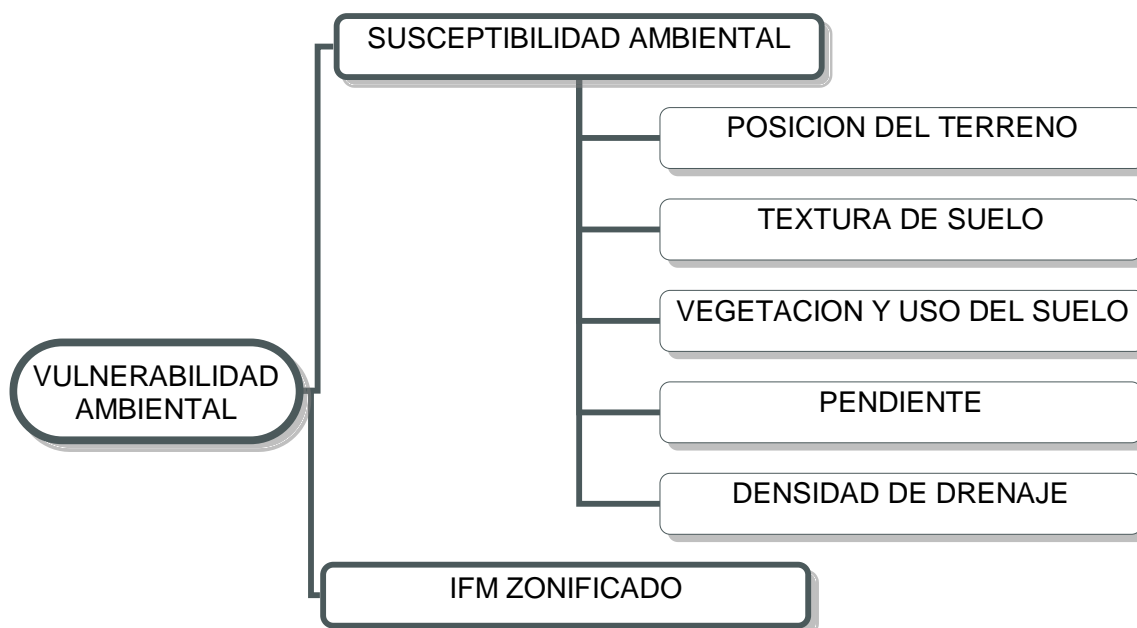 SUSCEPTIBILIDAD AMBIENTAL
POSICION DEL TERRENO
TEXTURA DE SUELO
VEGETACION Y USO DEL SUELO
VULNERABILIDAD
AMBIENTAL
PENDIENTE
DENSIDAD DE DRENAJE
IFM ZONIFICADO